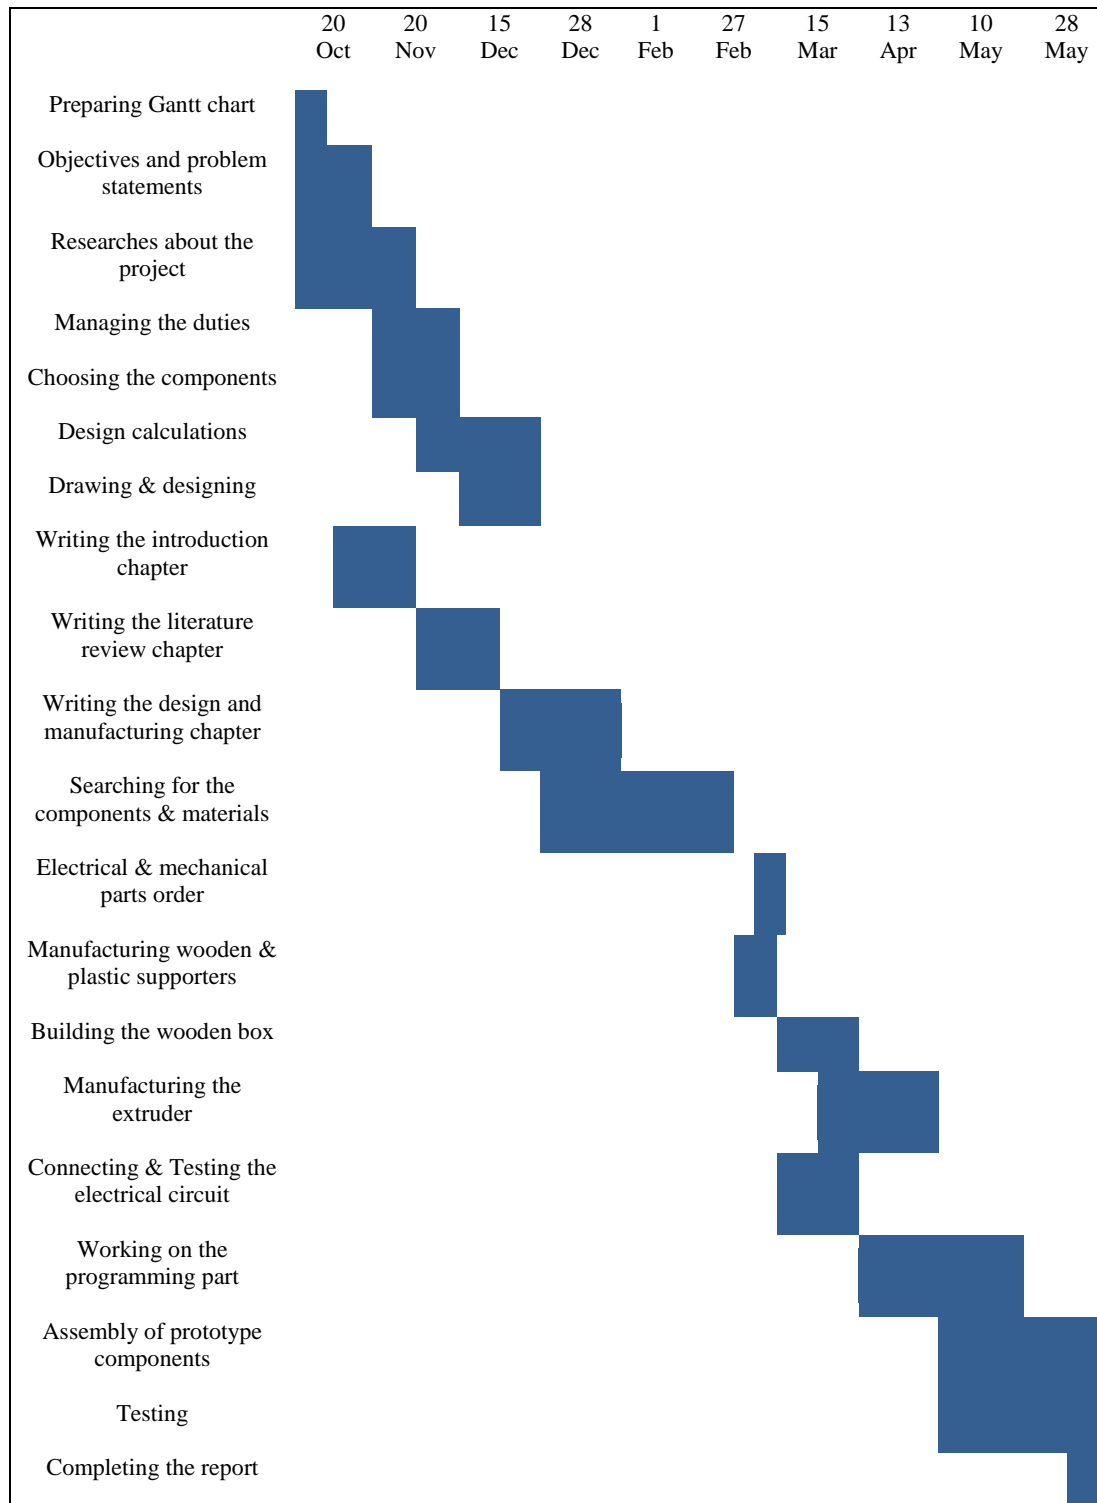 20 20 15 28 1 27 15 13 10 28
Oct Nov Dec Dec Feb Feb Mar Apr May May
Preparing Gantt chart
Objectives and problem
statements
Researches about the
project
Managing the duties
Choosing the components
Design calculations
Drawing & designing
Writing the introduction
chapter
Writing the literature
review chapter
Writing the design and
manufacturing chapter
Searching for the
components & materials
Electrical & mechanical
parts order
Manufacturing wooden &
plastic supporters
Building the wooden box
Manufacturing the
extruder
Connecting & Testing the
electrical circuit
Working on the
programming part
Assembly of prototype
components
Testing
Completing the report